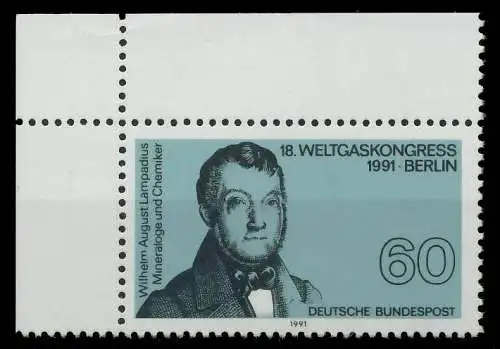 Wilhelm August Lampadius
Mineraloge und Chemiker
18. WELTGASKONGRESS
1991 · BERLIN
60
DEUTSCHE BUNDESPOST
1991